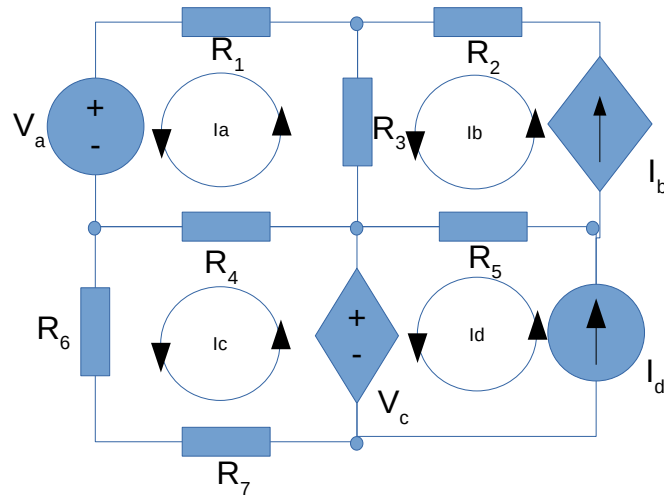 R1
R2
+
-
Va
Ia
R3
Ib
Ib
R4
R5
R6
Ic
+
-
Vc
Id
Id
R7